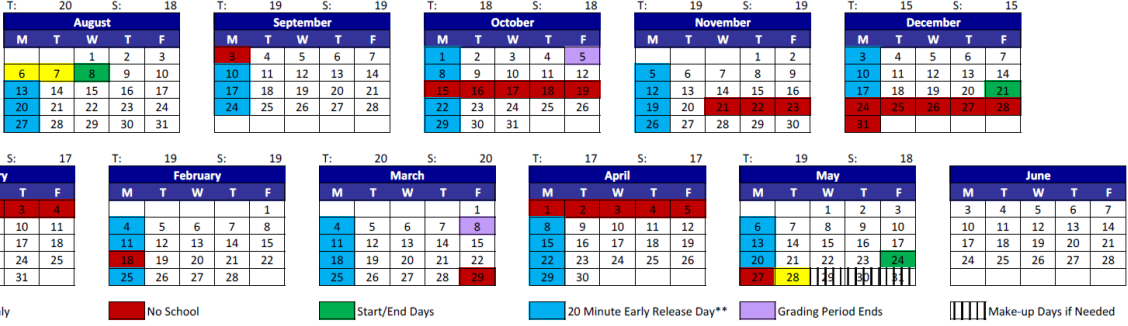 T: 20 S: 18 T: 19 S: 19 T: 18 S: 18 T: 19 S: 19 T: 15 S: 15
August September October November December
M T W T F M T W T F M T W T F M T W T F M T W T F
1 2 3 3 4 5 6 7 1 2 3 4 5 1 2 3 4 5 6 7
6 7 8 9 10 10 11 12 13 14 8 9 10 11 12 5 6 7 8 9 10 11 12 13 14
13 14 15 16 17 17 18 19 20 21 15 16 17 18 19 12 13 14 15 16 17 18 19 20 21
20 21 22 23 24 24 25 26 27 28 22 23 24 25 26 19 20 21 22 23 24 25 26 27 28
27 28 29 30 31 29 30 31 26 27 28 29 30 31
S: 17 T: 19 S: 19 T: 20 S: 20 T: 17 S: 17 T: 19 S: 18
ry February March April May June
T F M T W T F M T W T F M T W T F M T W T F M T W T F
3 4 1 1 1 2 3 4 5 1 2 3 3 4 5 6 7
10 11 4 5 6 7 8 4 5 6 7 8 8 9 10 11 12 6 7 8 9 10 10 11 12 13 14
17 18 11 12 13 14 15 11 12 13 14 15 15 16 17 18 19 13 14 15 16 17 17 18 19 20 21
24 25 18 19 20 21 22 18 19 20 21 22 22 23 24 25 26 20 21 22 23 24 24 25 26 27 28
31 25 26 27 28 25 26 27 28 29 29 30 27 28 29 30 31
ly No School Start/End Days 20 Minute Early Release Day** Grading Period Ends Make-up Days if Needed